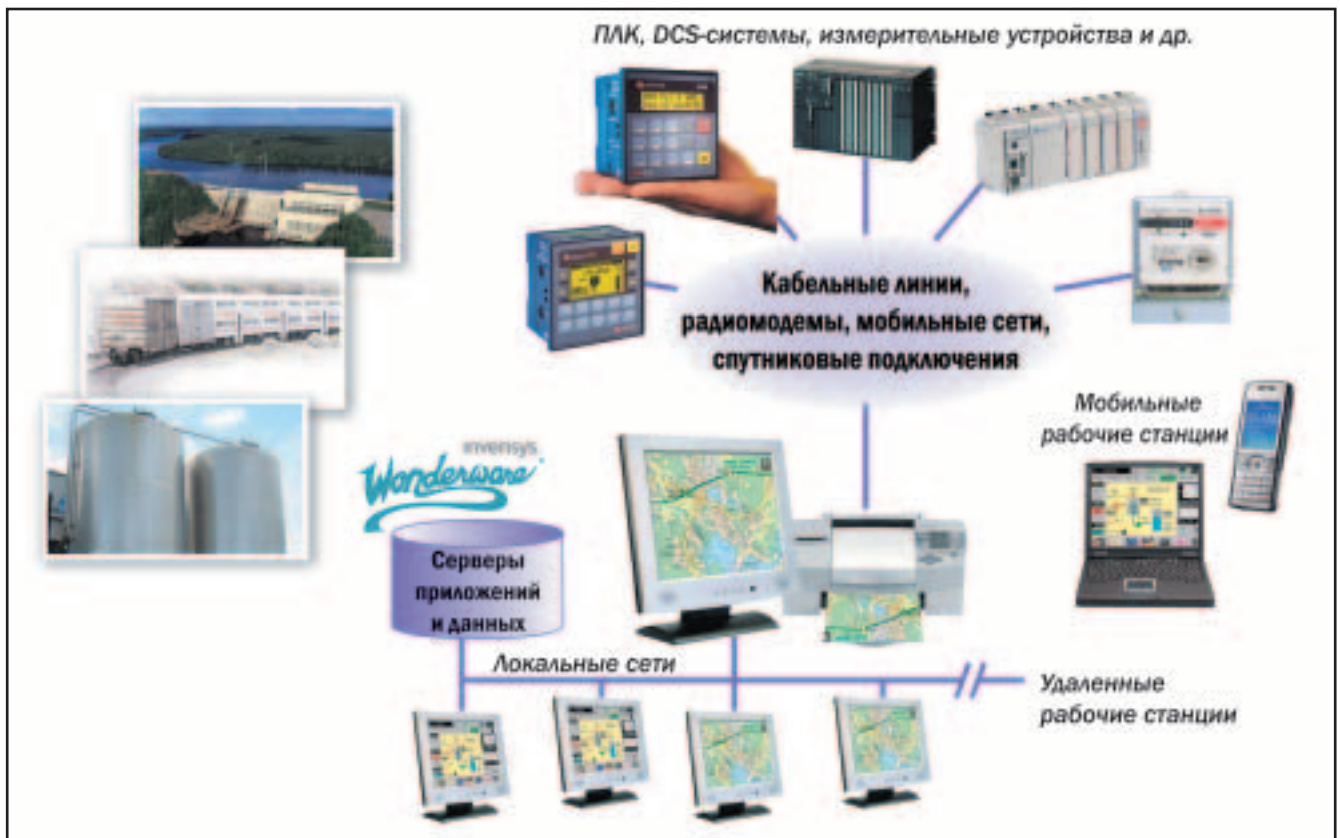 ПЛК, DCS-системы, измерительные устройства и др.
Кабельные линии,
радиомодемы, мобильные сети,
спутниковые подключения
Мобильные
рабочие станции
invensys
Wonderware
Серверы
приложений
и данных
Локальные сети
Удаленные
рабочие станции